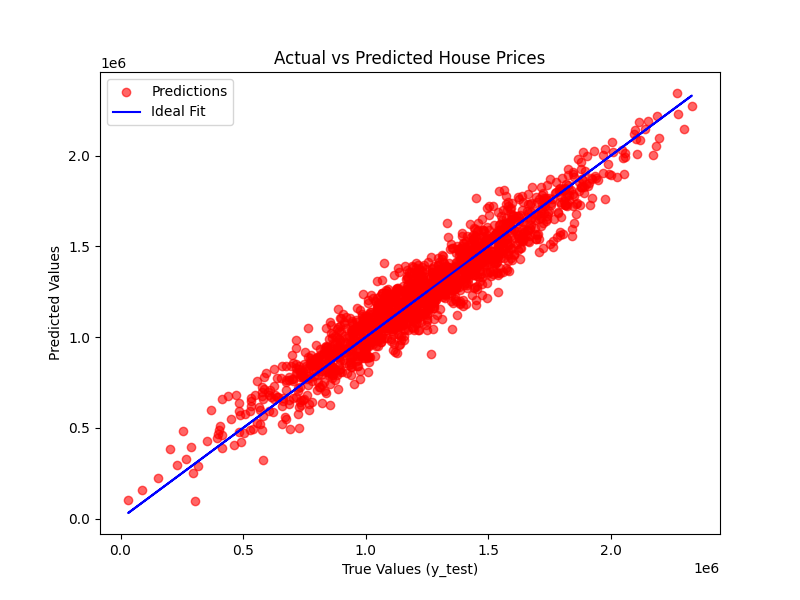 Actual vs Predicted House Prices
1e6
Predictions
Ideal Fit
2.0
1.5
1.0
0.5
0.0
Predicted Values
0.0 0.5 1.0 1.5 2.0
1e6
True Values (y_test)